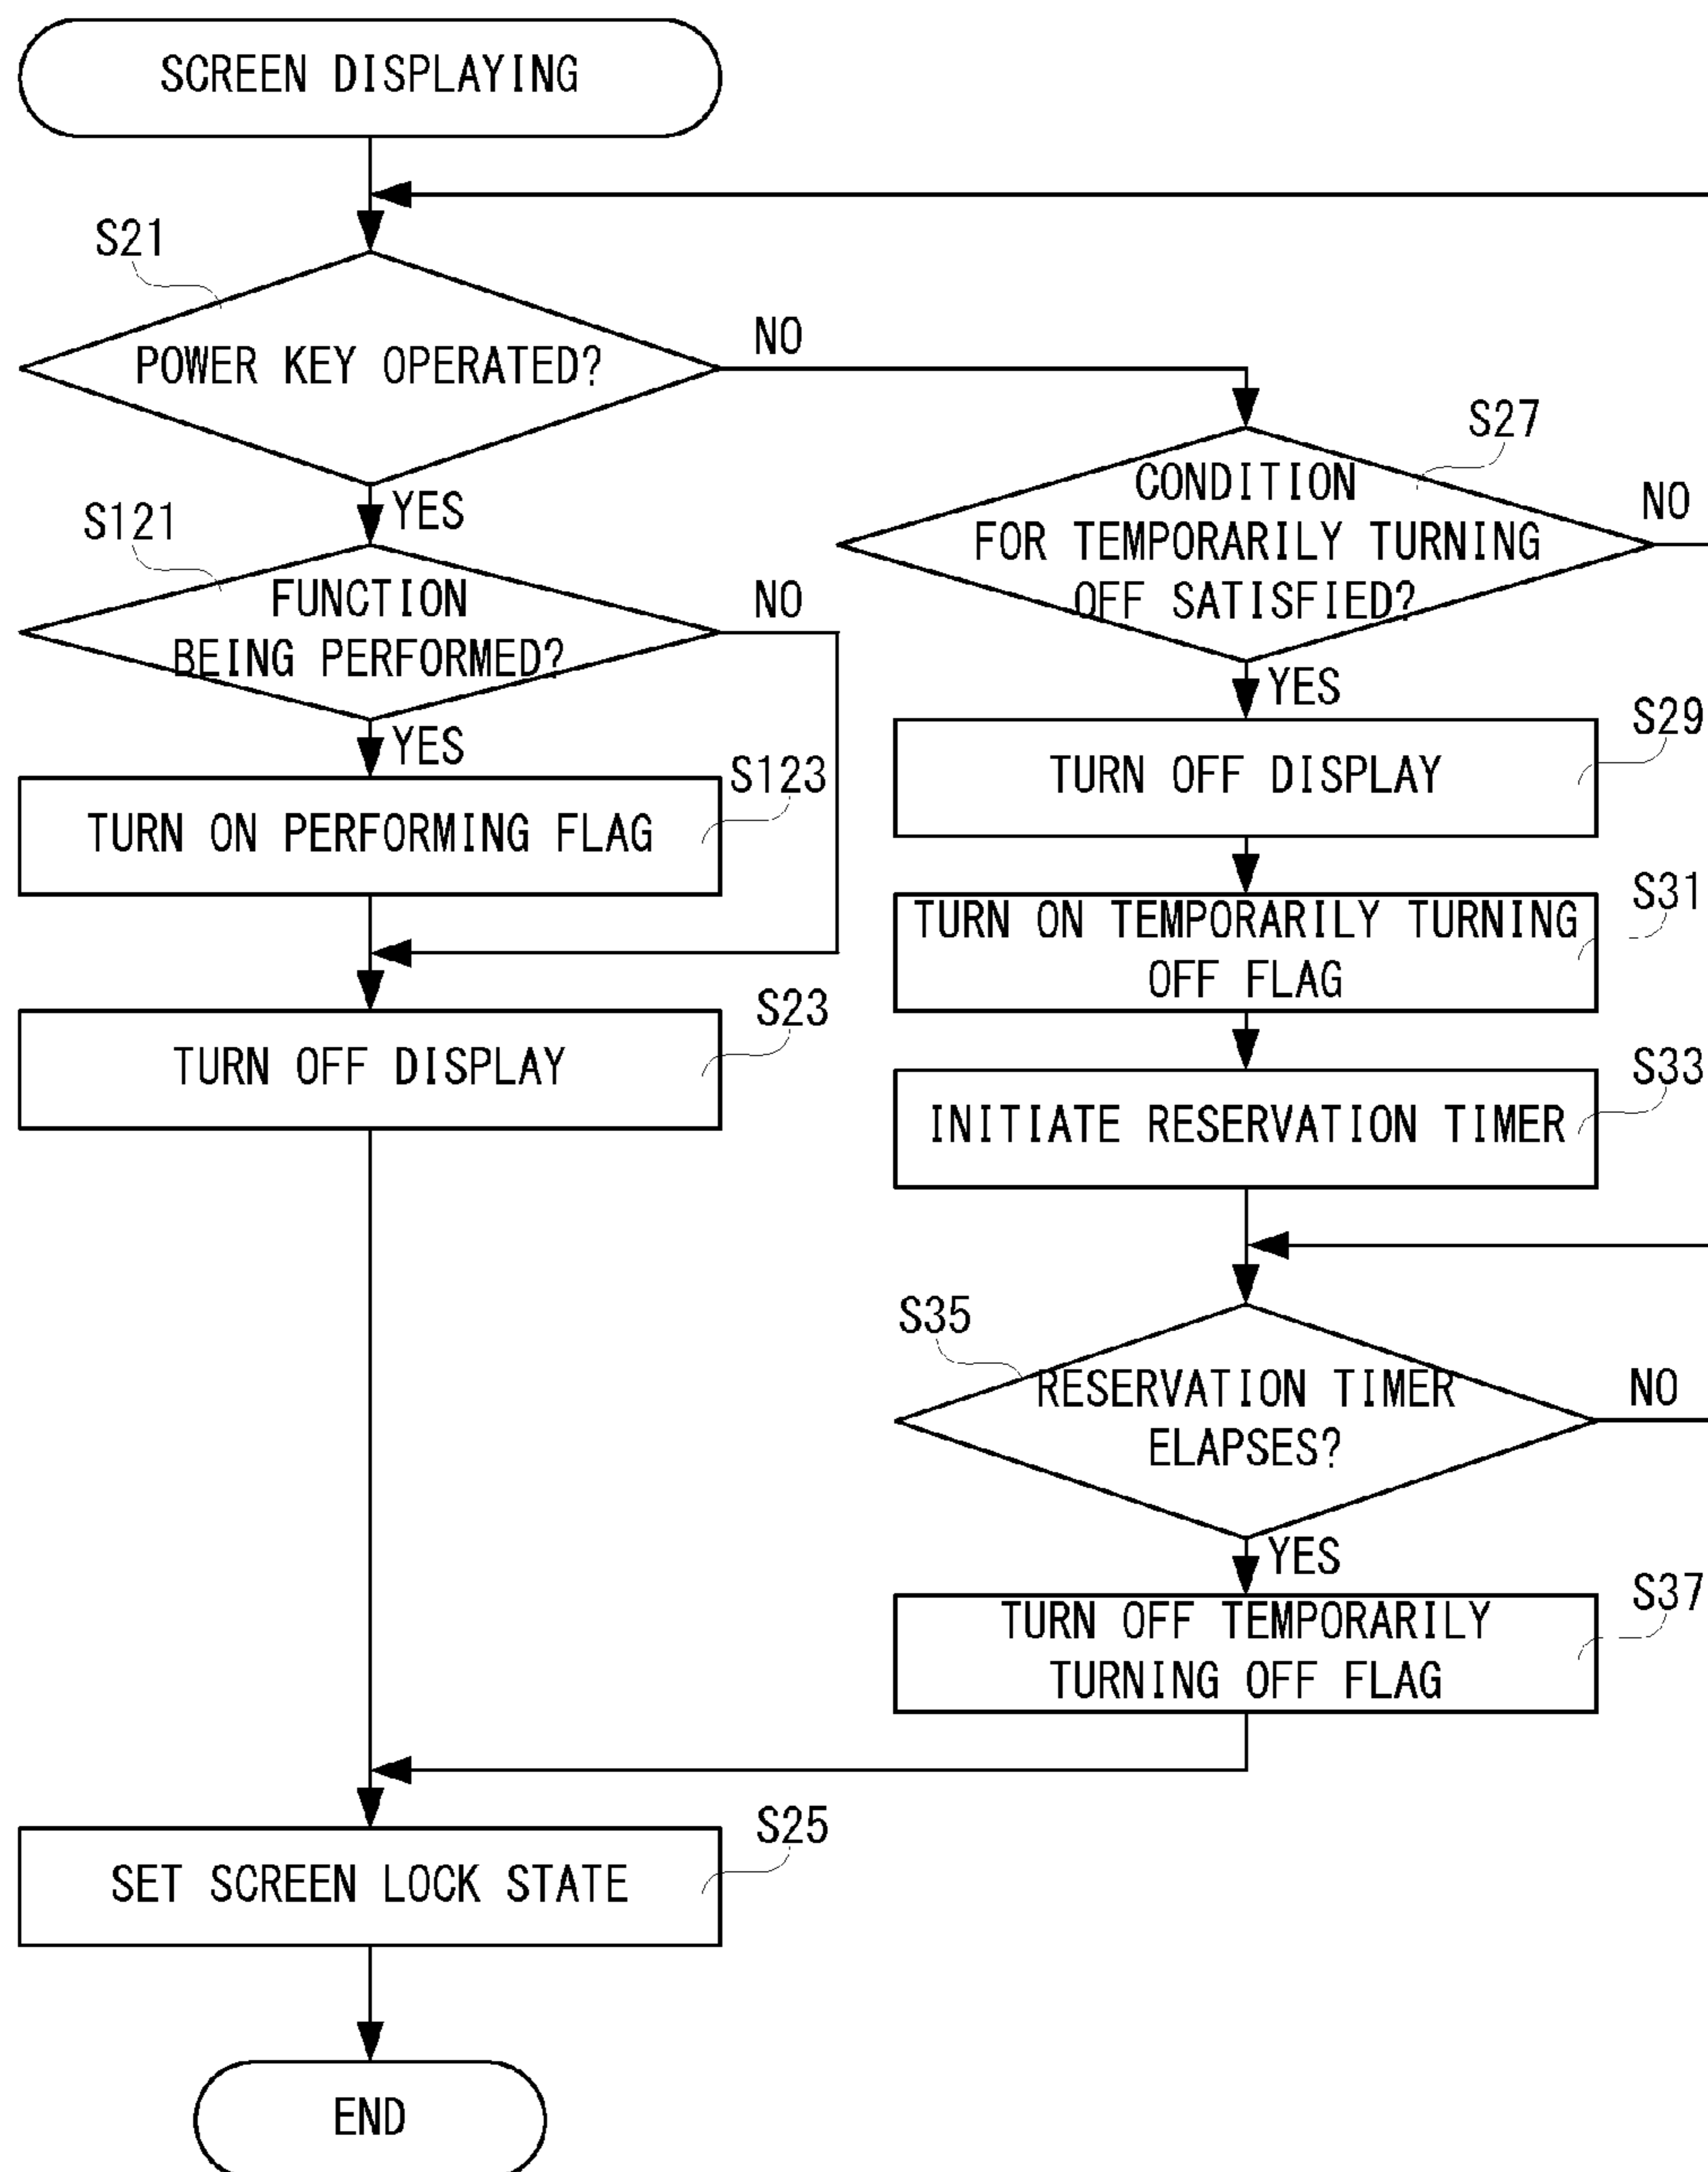 SCREEN DISPLAYING
S21
POWER KEY OPERATED?
NO
YES
S121
FUNCTION
BEING PERFORMED?
NO
YES
S123
TURN ON PERFORMING FLAG
S23
TURN OFF DISPLAY
S27
CONDITION
FOR TEMPORARILY TURNING
OFF SATISFIED?
NO
YES
S29
TURN OFF DISPLAY
S31
TURN ON TEMPORARILY TURNING
OFF FLAG
S33
INITIATE RESERVATION TIMER
S35
RESERVATION TIMER
ELAPSES?
NO
YES
S37
TURN OFF TEMPORARILY
TURNING OFF FLAG
S25
SET SCREEN LOCK STATE
END